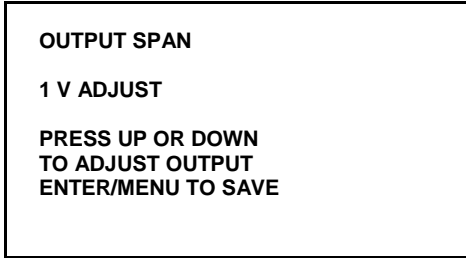 OUTPUT SPAN
1 V ADJUST
PRESS UP OR DOWN
TO ADJUST OUTPUT
ENTER/MENU TO SAVE